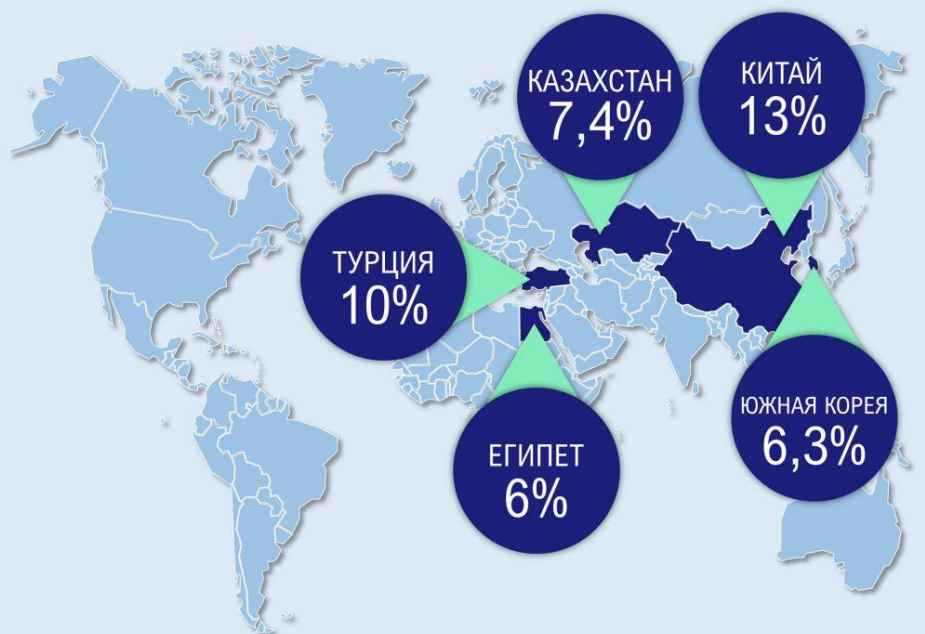 КАЗАХСТАН
7,4%
КИТАЙ
13%
ТУРЦИЯ
10%
ЕГИПЕТ
6%
ЮЖНАЯ КОРЕЯ
6,3%